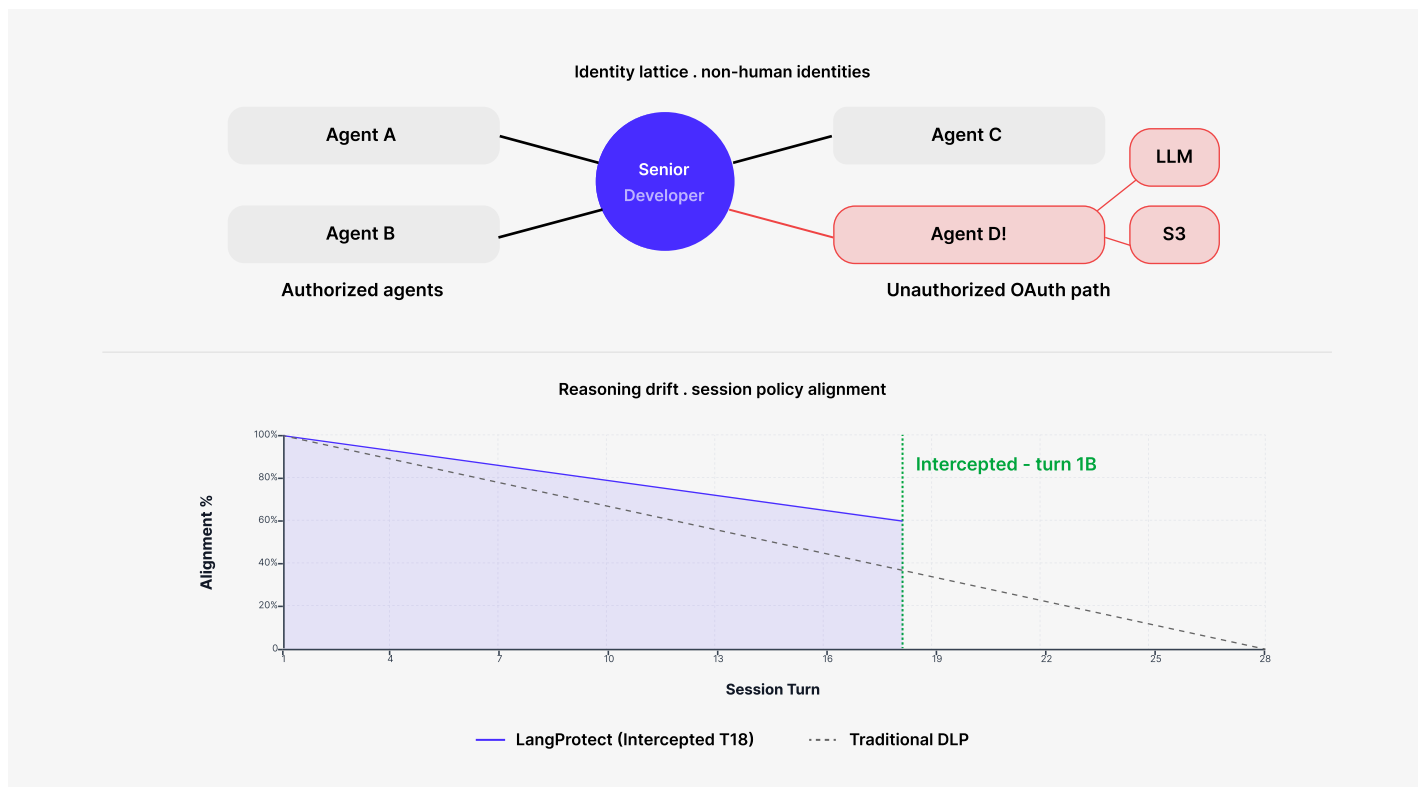 Identity lattice . non-human identities
Agent A
Senior
Developer
Agent C
LLM
Agent B
Agent D!
S3
Authorized agents
Unauthorized OAuth path
Reasoning drift . session policy alignment
Alignment %
100%
80%
60%
40%
20%
0
Intercepted - turn 1B
1 4 7 10 13 16 19 22 25 28
Session Turn
LangProtect (Intercepted T18)
Traditional DLP